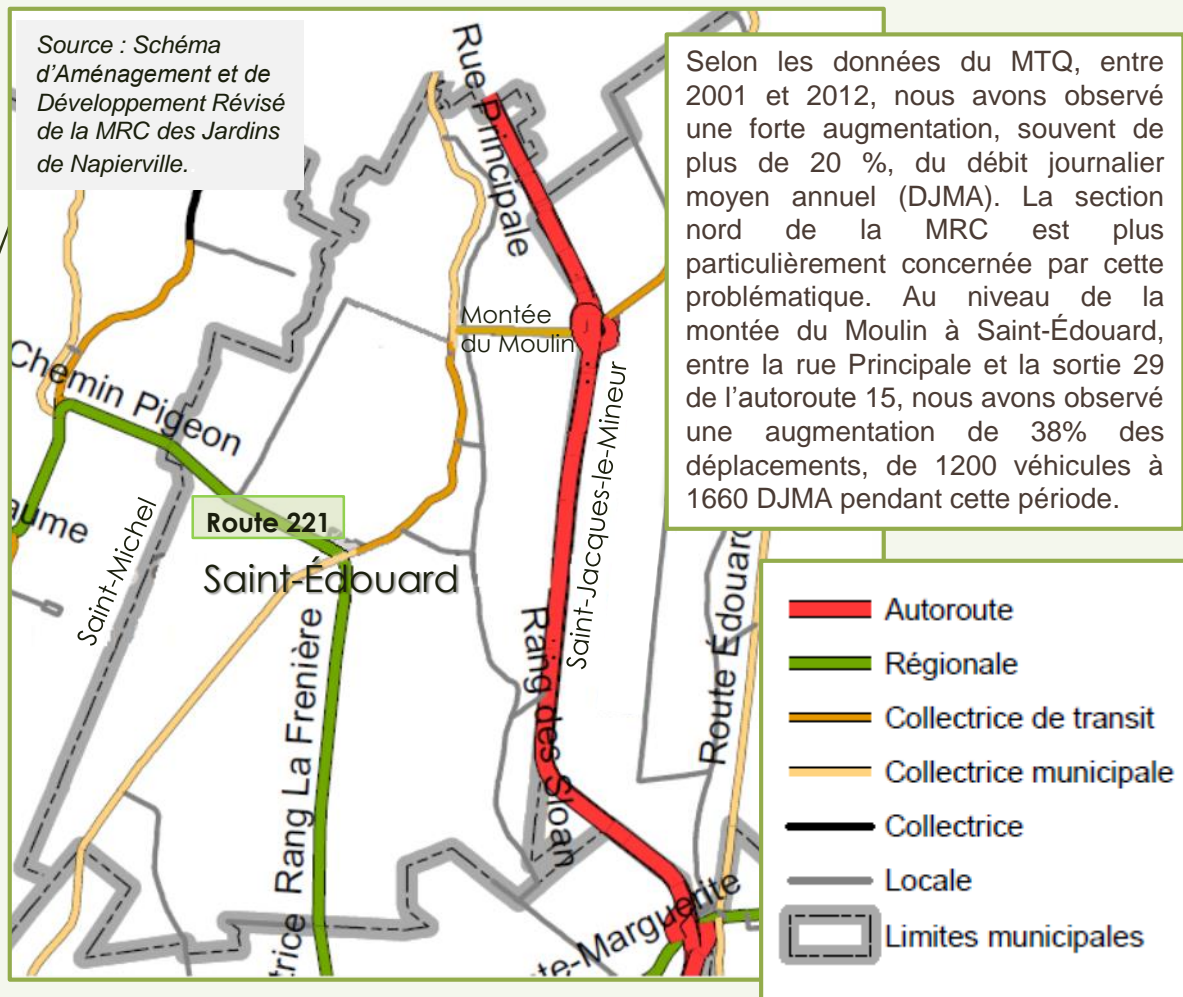 Source : Schéma
d'Aménagement et de
Développement Révisé
de la MRC des Jardins
de Napierville.
Selon les données du MTQ, entre
2001 et 2012, nous avons observé
une forte augmentation, souvent de
plus de 20 %, du débit journalier
moyen annuel (DJMA). La section
nord de la MRC est plus
particulièrement concernée par cette
problématique. Au niveau de la
montée du Moulin à Saint-Édouard,
entre la rue Principale et la sortie 29
de l'autoroute 15, nous avons observé
une augmentation de 38% des
déplacements, de 1200 véhicules à
1660 DJMA pendant cette période.
Rue Principale
Montée
du Moulin
Chemin Pigeon
aume
Saint-Michel
Route 221
Saint-Édouard
Saint-Jacques-le-Mineur
Rang La Frenière
trice
Rang des Sloan
Route Édouard
te-Marguerite
Autoroute
Régionale
Collectrice de transit
Collectrice municipale
Collectrice
Locale
Limites municipales